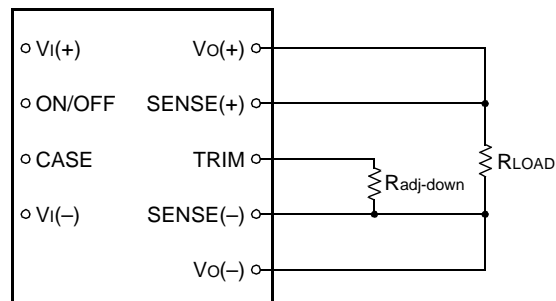 VI(+)
VO(+)
ON/OFF
SENSE(+)
CASE
TRIM
RLOAD
Radj-down
VI(–)
SENSE(–)
VO(–)